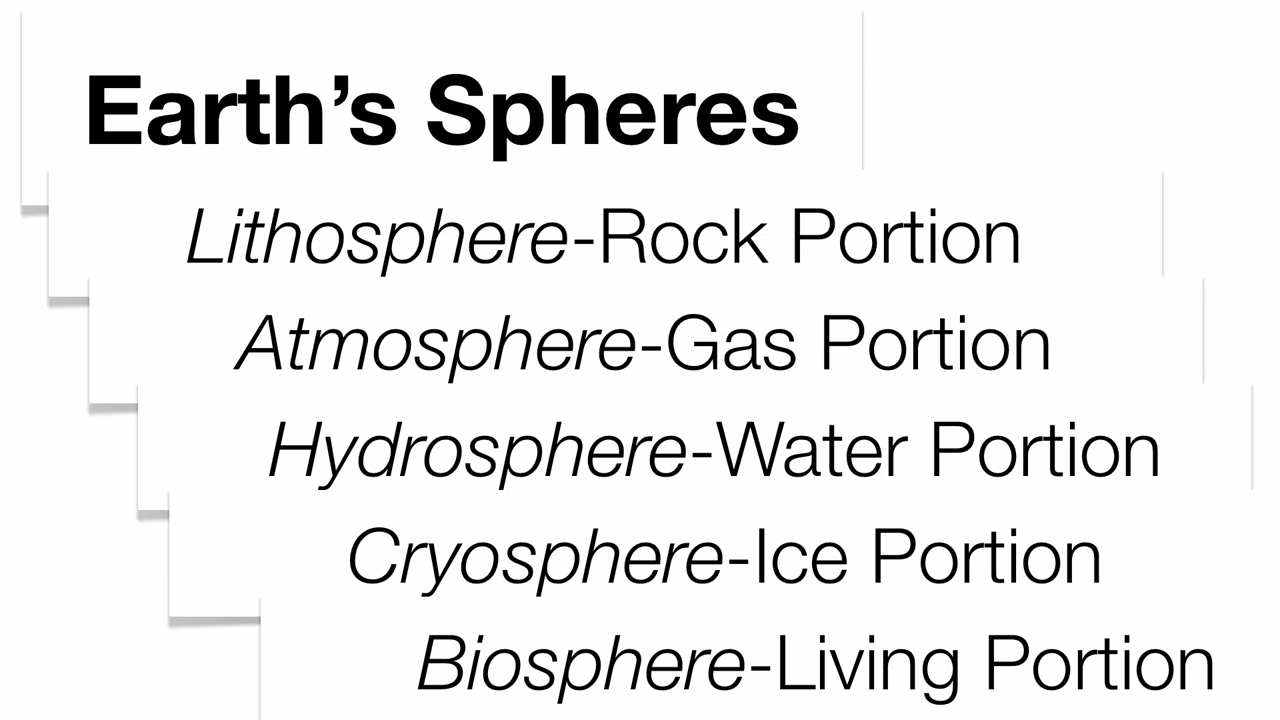 Earth’s Spheres
Lithosphere-Rock Portion
Atmosphere-Gas Portion
Hydrosphere-Water Portion
Cryosphere-Ice Portion
Biosphere-Living Portion